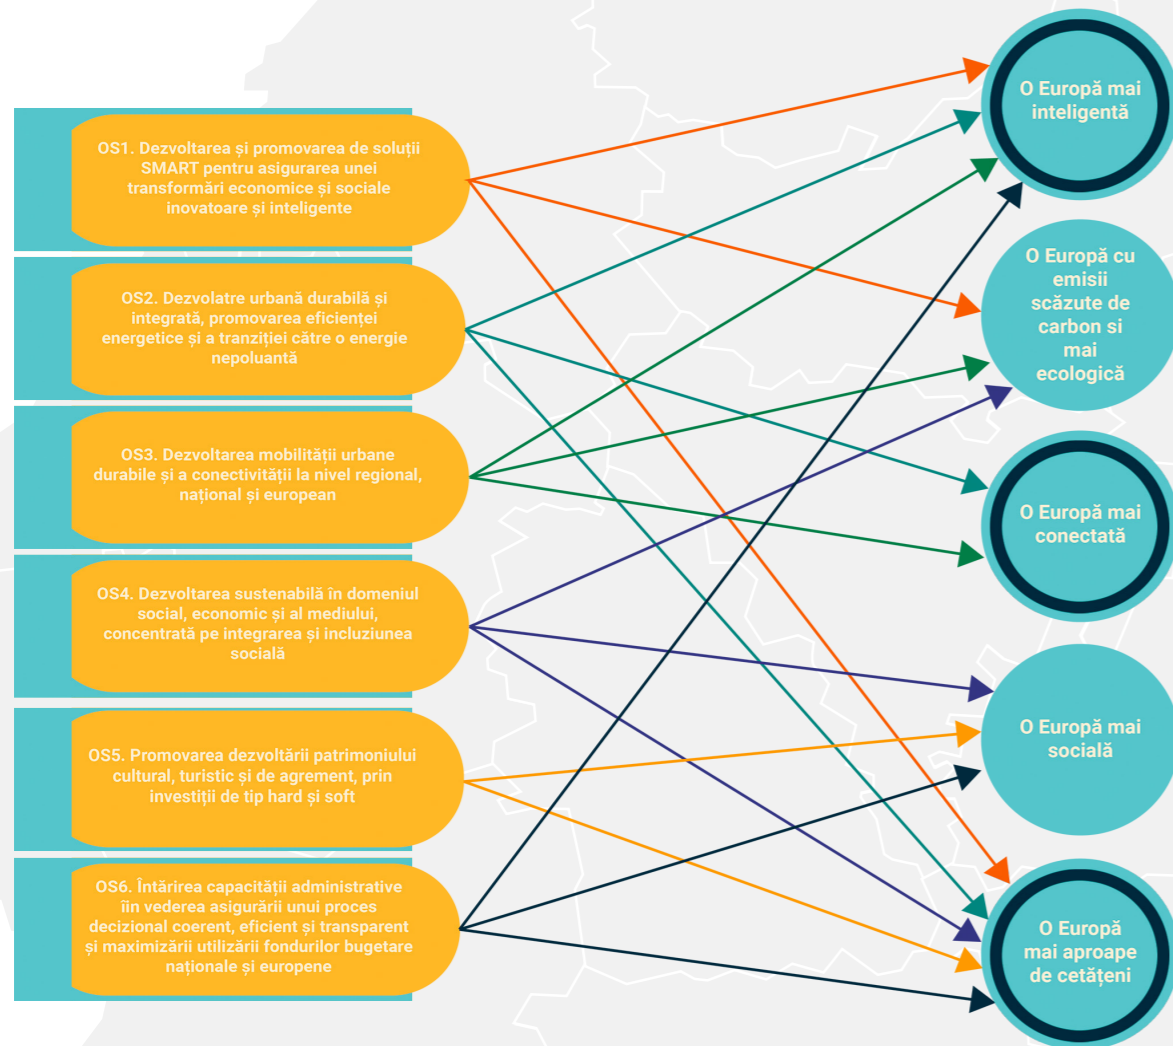 OS1. Dezvoltarea și promovarea de soluții
SMART pentru asigurarea unei
transformări economice și sociale
inovatoare și inteligente
OS2. Dezvolatre urbană durabilă și
integrată, promovarea eficienței
energetice și a tranziției către o energie
nepoluantă
OS3. Dezvoltarea mobilității urbane
durabile și a conectivității la nivel regional,
național și european
OS4. Dezvoltarea sustenabilă în domeniul
social, economic și al mediului,
concentrată pe integrarea și incluziunea
socială
OS5. Promovarea dezvoltării patrimoniului
cultural, turistic și de agrement, prin
investiții de tip hard și soft
OS6. Întărirea capacității administrative
îin vederea asigurării unui proces
decizional coerent, eficient și transparent
și maximizării utilizării fondurilor bugetare
naționale și europene
O Europă mai
inteligentă
O Europă cu
emisii
scăzute de
carbon si
mai
ecologică
O Europă mai
conectată
O Europă mai
socială
O Europă
mai aproape
de cetățeni